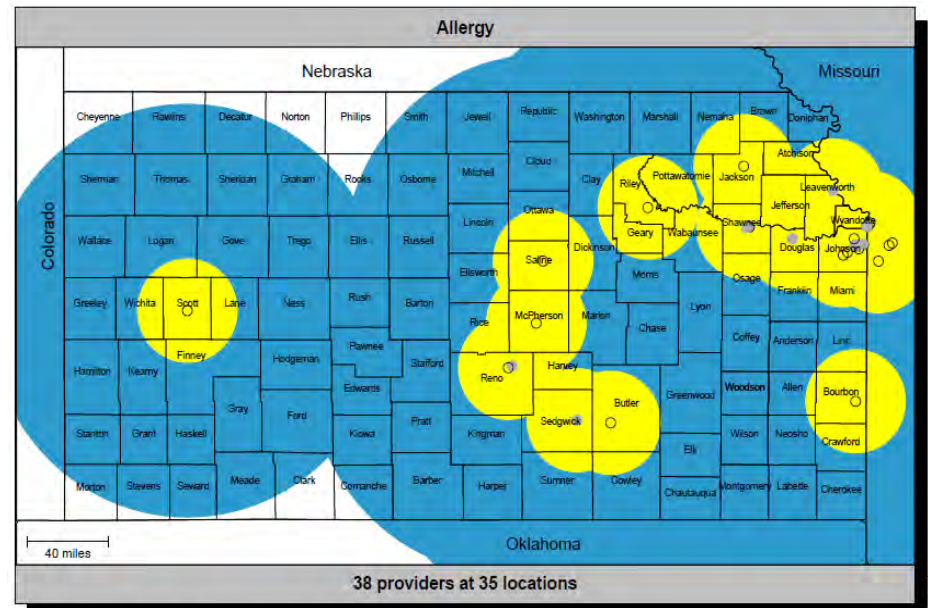 Allergy
Nebraska
Missouri
Colorado
Cheyenne Rawlins Decatur Norton Phillips Smith Jewell Republic Washington Marshall Nemaha Brown Doniphan
Atchison
Sherman Thomas Sheridan Graham Rooks Osborne Mitchell Cloud Clay Riley Pottawatomie Jackson Leavenworth
Jefferson
Wallace Logan Gove Trego Ellis Russell Lincoln Ottawa Dickinson Geary Wabaunsee Shawnee Douglas Johnson Wyandotte
Ellsworth Saline Morris Osage Franklin Miami
Greeley Wichita Scott Lane Ness Rush Barton Rice McPherson Marion Chase Lyon Coffey Anderson Linn
Hamilton Kearny Finney Hodgeman Pawnee Stafford Reno Harvey
Edwards Gray Ford Sedgwick Butler Greenwood Woodson Allen Bourbon
Stanton Grant Haskell Kiowa Pratt Kingman Elk Wilson Neosho Crawford
Morton Stevens Seward Meade Clark Comanche Barber Harper Sumner Cowley Chautauqua Montgomery Labette Cherokee
Oklahoma
40 miles
38 providers at 35 locations